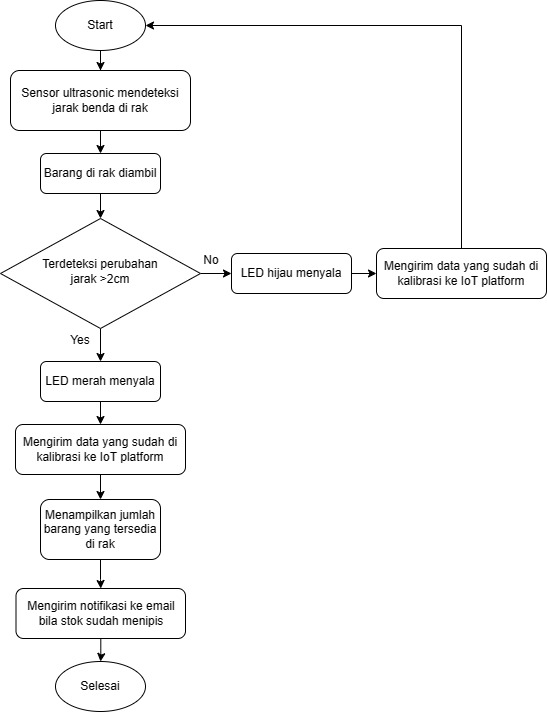 Start
Sensor ultrasonic mendeteksi
jarak benda di rak
Barang di rak diambil
Terdeteksi perubahan
jarak >2cm
No
LED hijau menyala
Mengirim data yang sudah di
kalibrasi ke IoT platform
Yes
LED merah menyala
Mengirim data yang sudah di
kalibrasi ke IoT platform
Menampilkan jumlah
barang yang tersedia
di rak
Mengirim notifikasi ke email
bila stok sudah menipis
Selesai